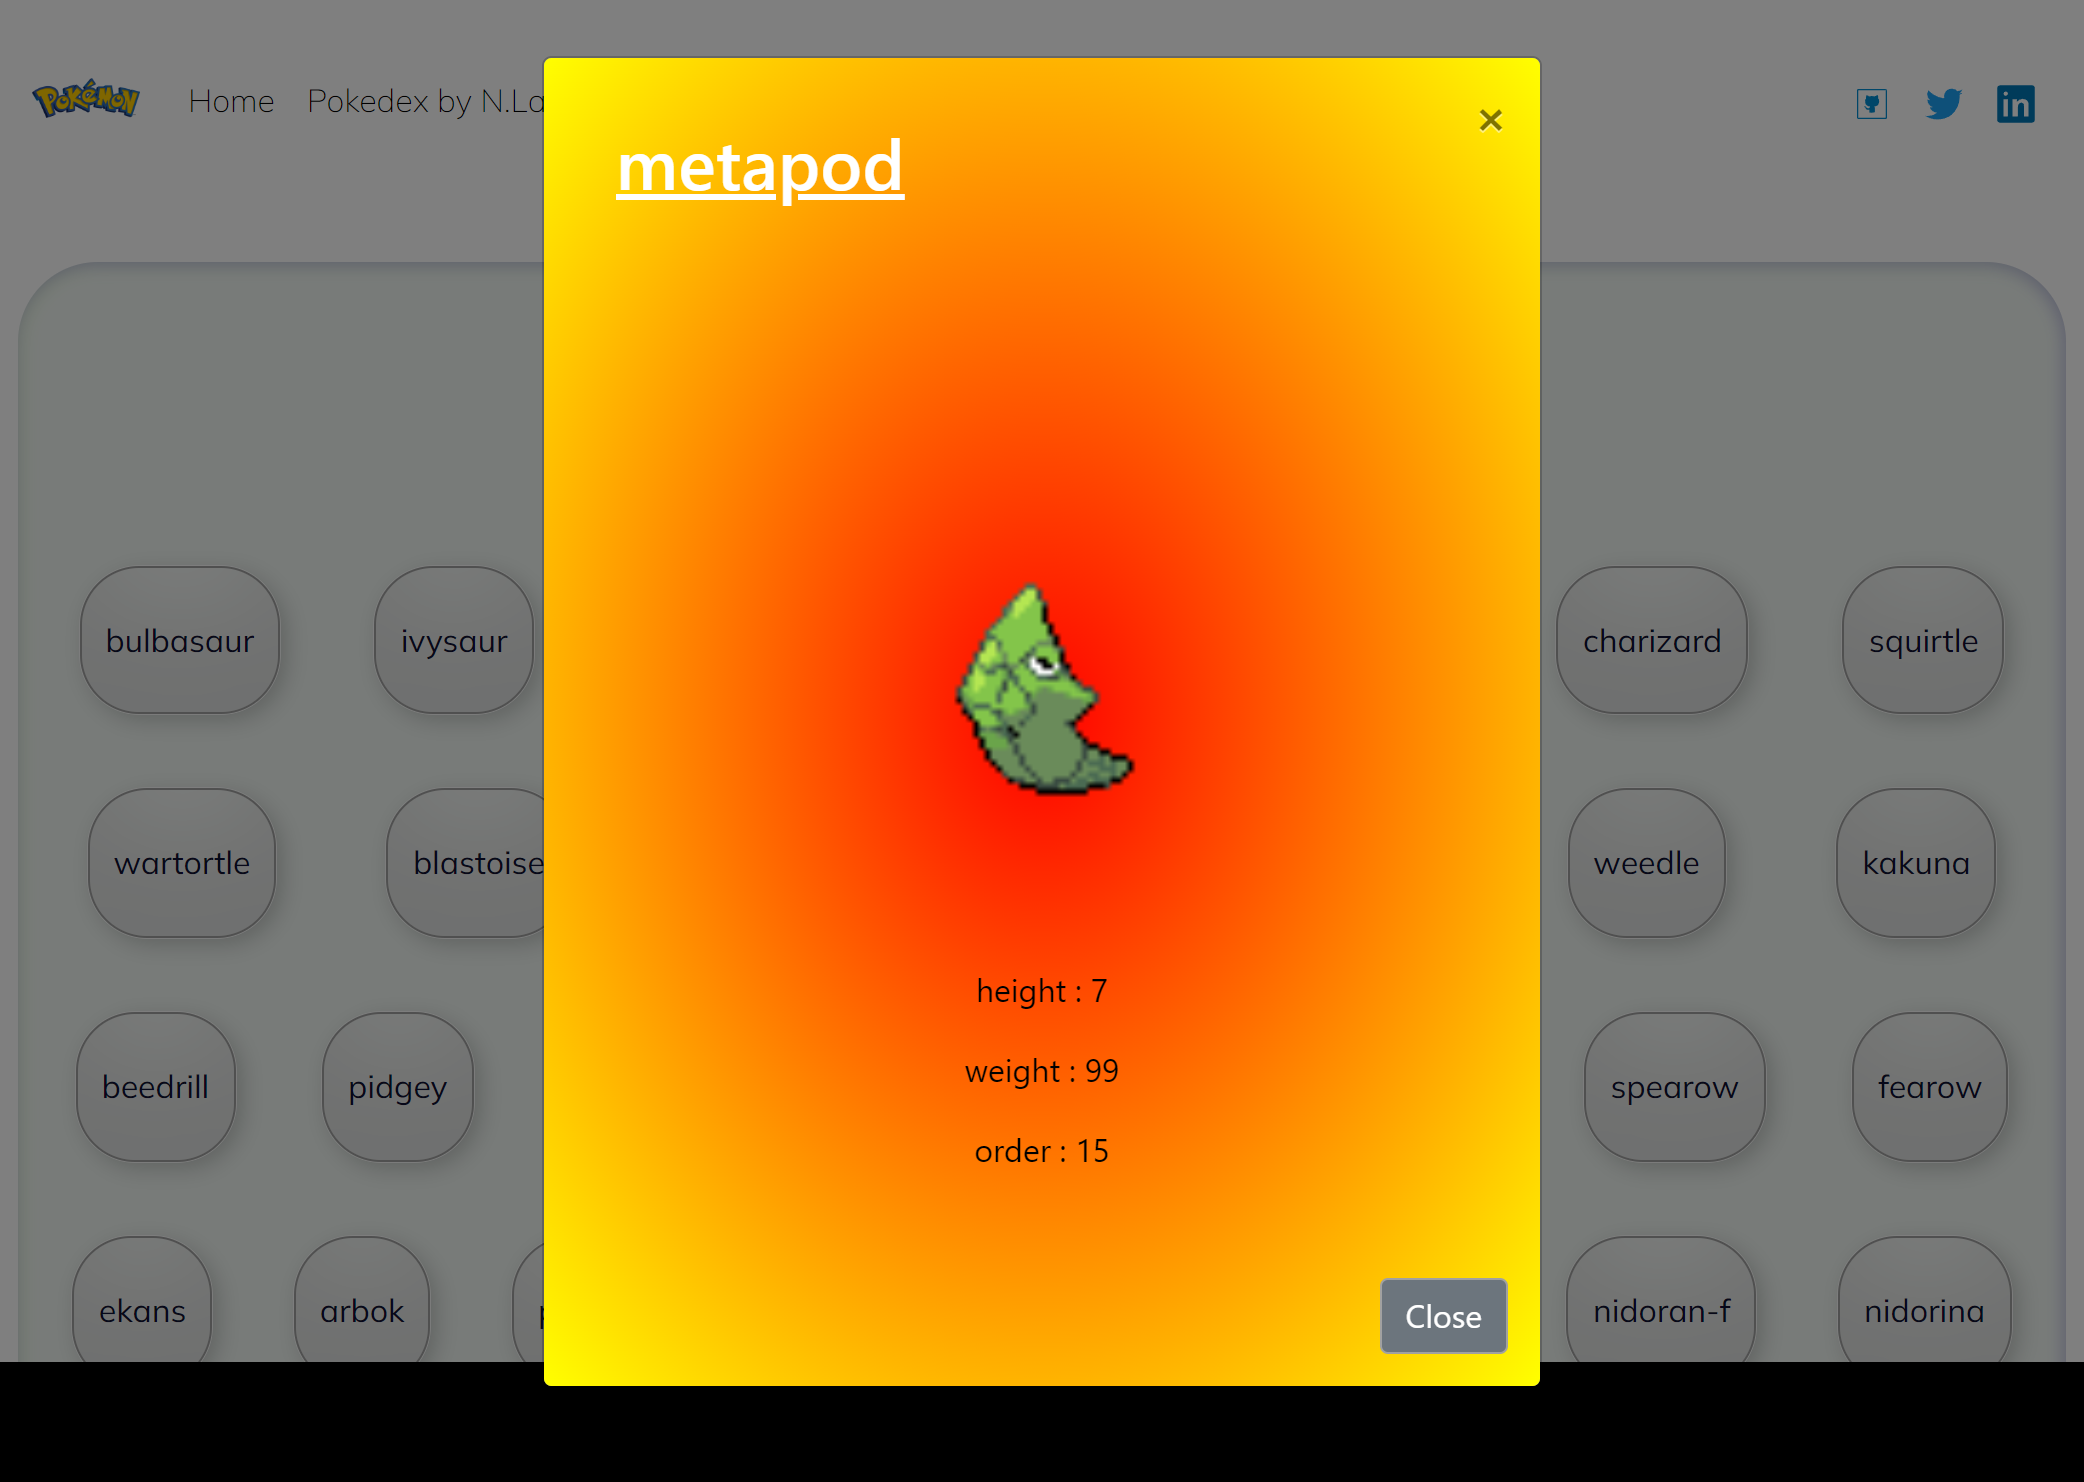 Pokémon
Home
Pokedex by N.La
metapod
×
bulbasaur
ivysaur
charizard
squirtle
wartortle
blastoise
weedle
kakuna
beedrill
pidgey
spearow
fearow
ekans
arbok
nidoran-f
nidorina
height : 7
weight : 99
order : 15
Close
in